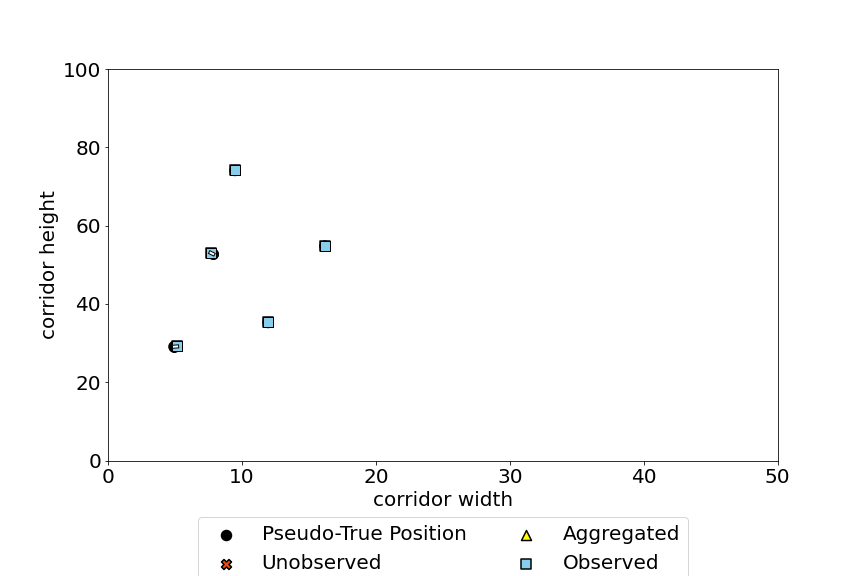 100
80
60
40
20
0
corridor height
0 10 20 30 40 50
corridor width
Pseudo-True Position Aggregated
Unobserved Observed